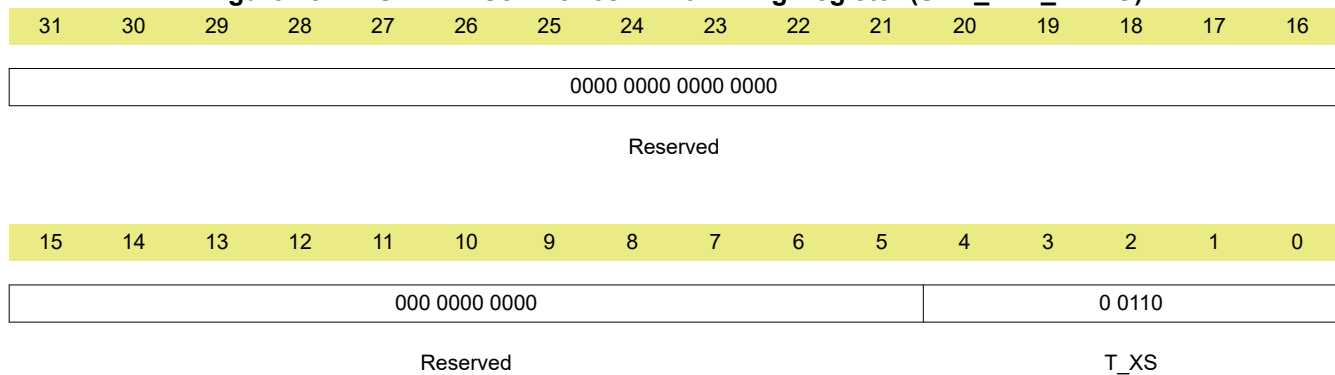 31 30 29 28 27 26 25 24 23 22 21 20 19 18 17 16
0000 0000 0000 0000
Reserved
15 14 13 12 11 10 9 8 7 6 5 4 3 2 1 0
000 0000 0000 0 0110
Reserved T_XS